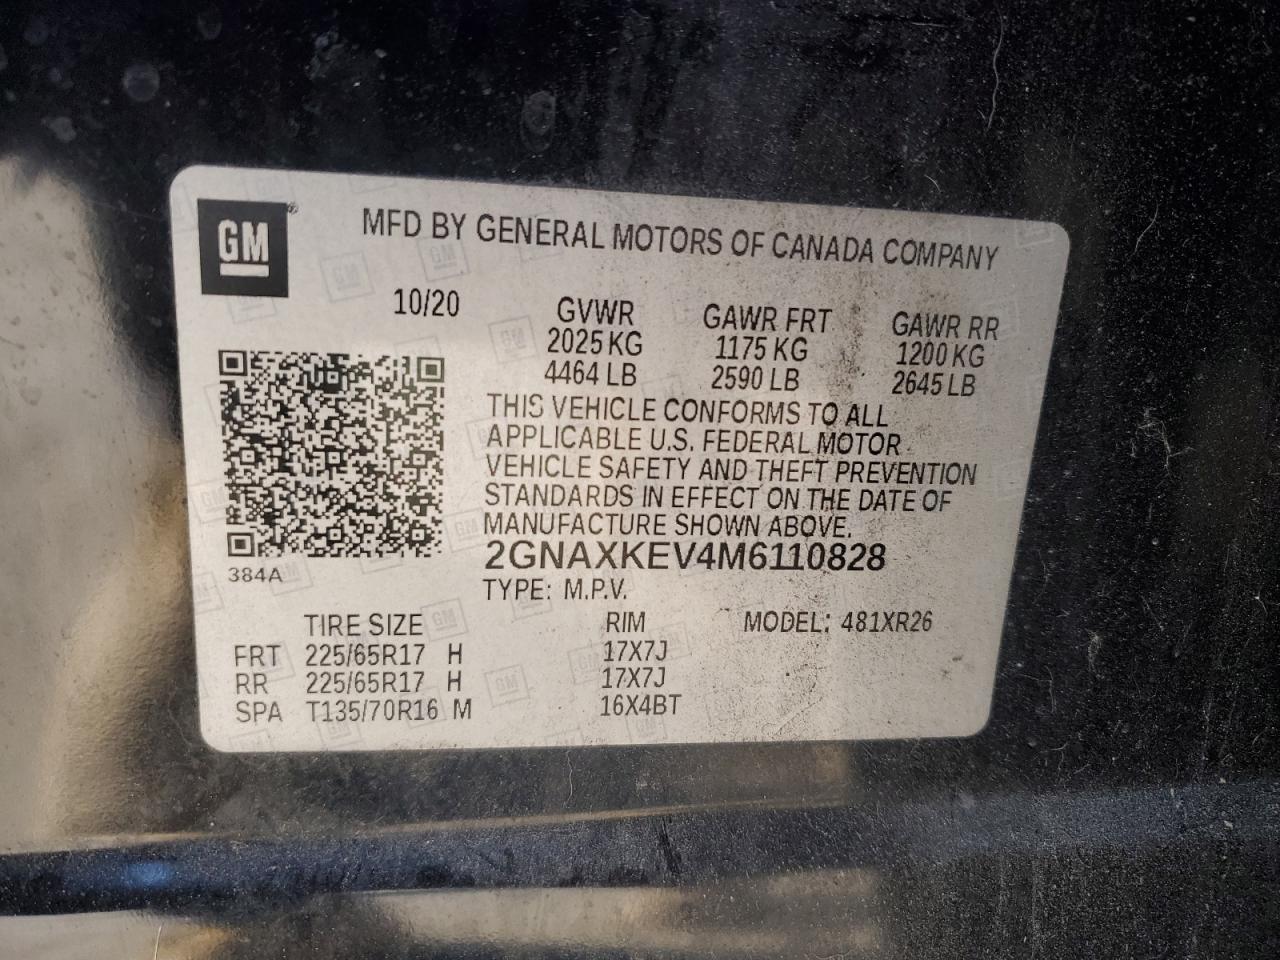 GM®
MFD BY GENERAL MOTORS OF CANADA COMPANY
10/20
GVWR GAWR FRT GAWR RR
2025 KG 1175 KG 1200 KG
4464 LB 2590 LB 2645 LB
THIS VEHICLE CONFORMS TO ALL
APPLICABLE U.S. FEDERAL MOTOR
VEHICLE SAFETY AND THEFT PREVENTION
STANDARDS IN EFFECT ON THE DATE OF
MANUFACTURE SHOWN ABOVE.
384A
2GNAXKEV4M6110828
TYPE: M.P.V.
TIRE SIZE RIM MODEL: 481XR26
FRT 225/65R17 H 17X7J
RR 225/65R17 H 17X7J
SPA T135/70R16 M 16X4BT